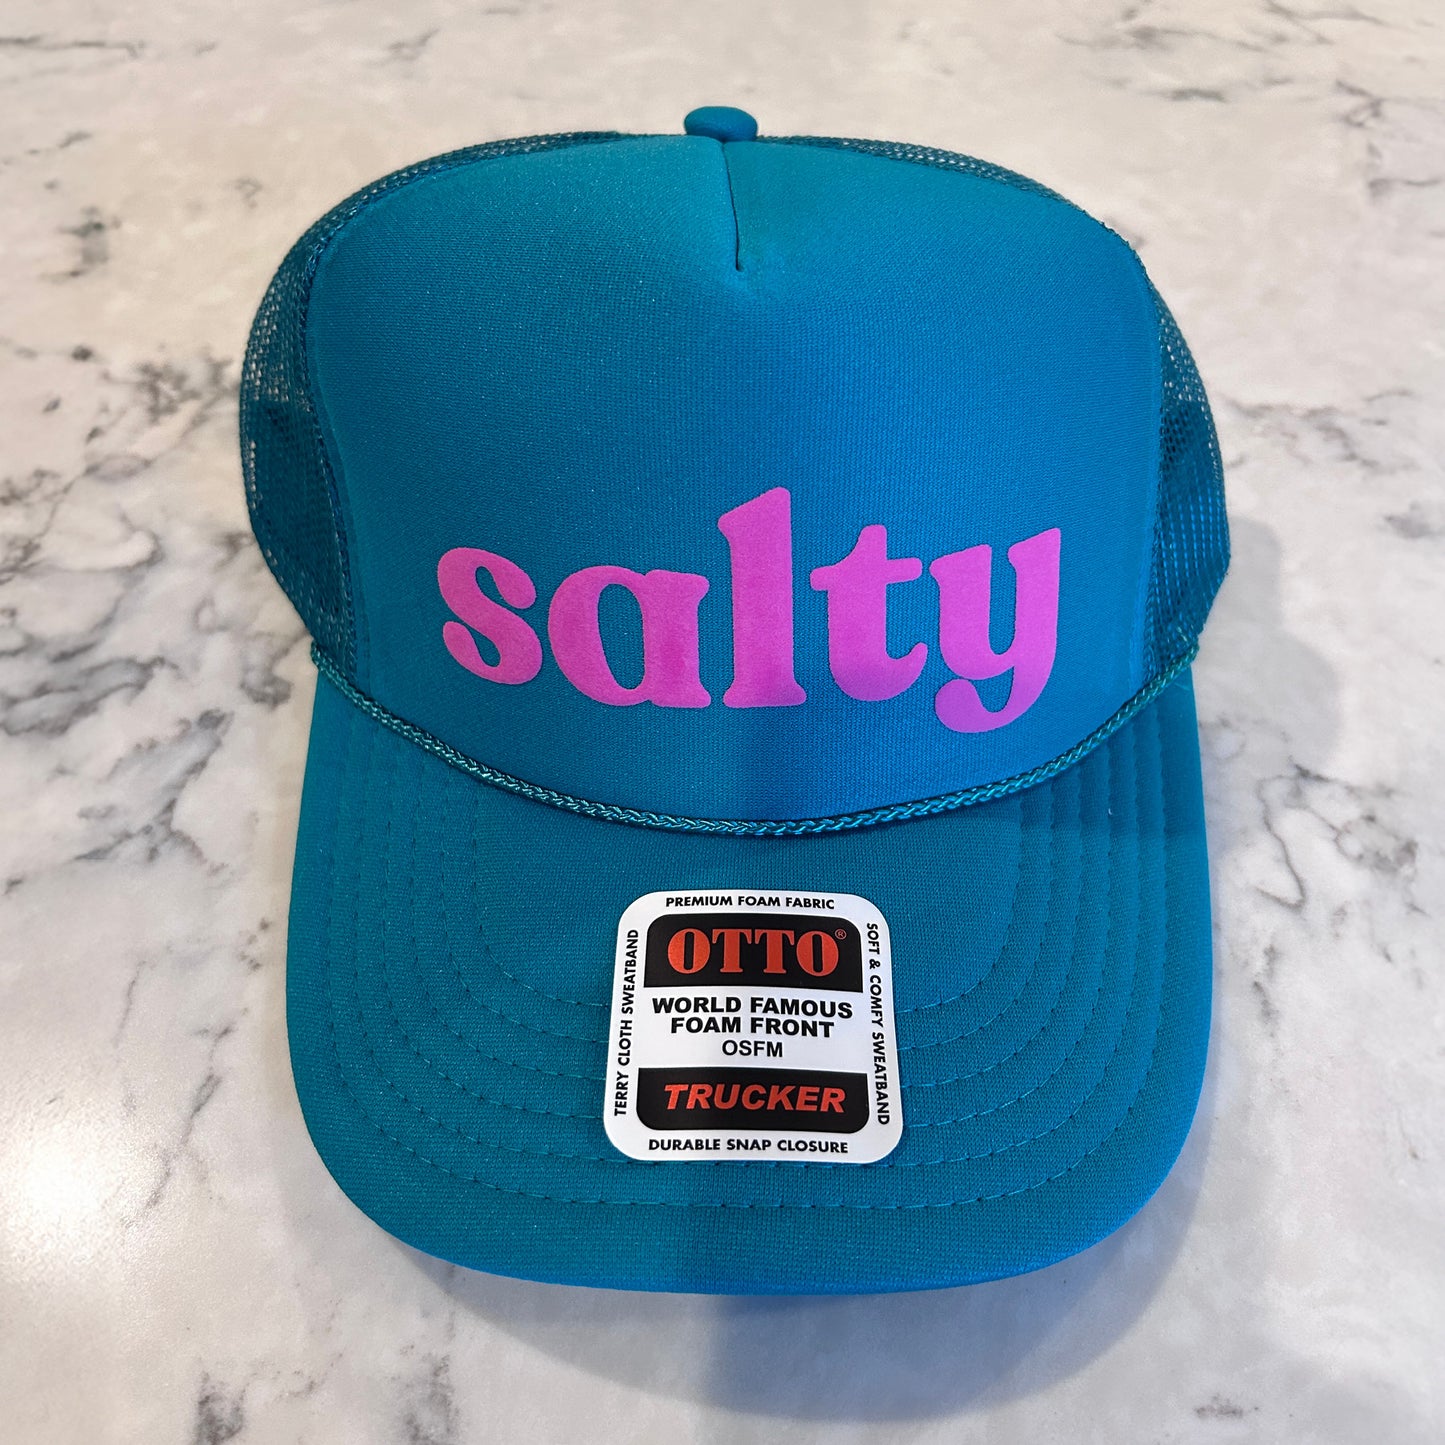 salty
PREMIUM FOAM FABRIC
OTTO®
WORLD FAMOUS
FOAM FRONT
OSFM
TRUCKER
DURABLE SNAP CLOSURE
TERRY CLOTH SWEATBAND
SOFT & COMFY SWEATBAND